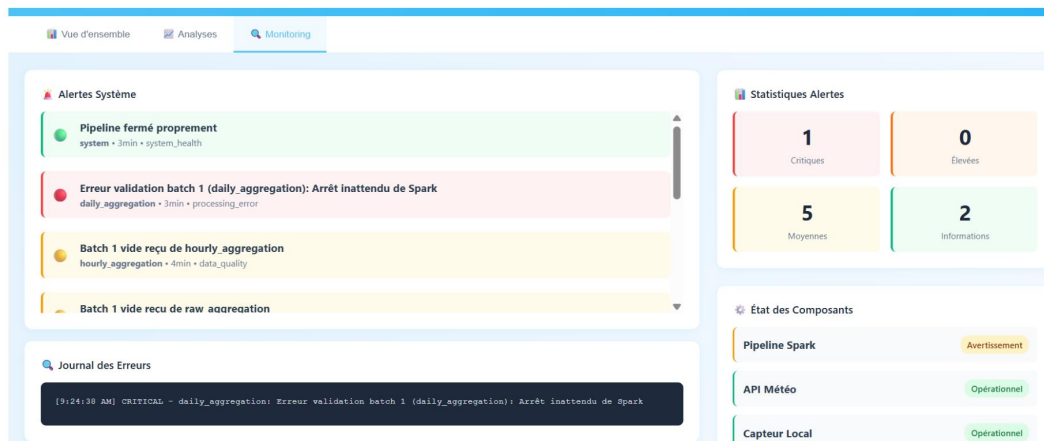 Vue d'ensemble
Analyses
Monitoring
Alertes Système
Pipeline fermé proprement
system • 3min • system_health
Erreur validation batch 1 (daily_aggregation): Arrêt inattendu de Spark
daily_aggregation • 3min • processing_error
Batch 1 vide reçu de hourly_aggregation
hourly_aggregation • 4min • data_quality
Batch 1 vide reçu de raw_aggregation
Journal des Erreurs
[9:24:38 AM] CRITICAL - daily_aggregation: Erreur validation batch 1 (daily_aggregation): Arrêt inattendu de Spark
Statistiques Alertes
1
Critiques
0
Élevées
5
Moyennes
2
Informations
État des Composants
Pipeline Spark
Avertissement
API Météo
Opérationnel
Capteur Local
Opérationnel